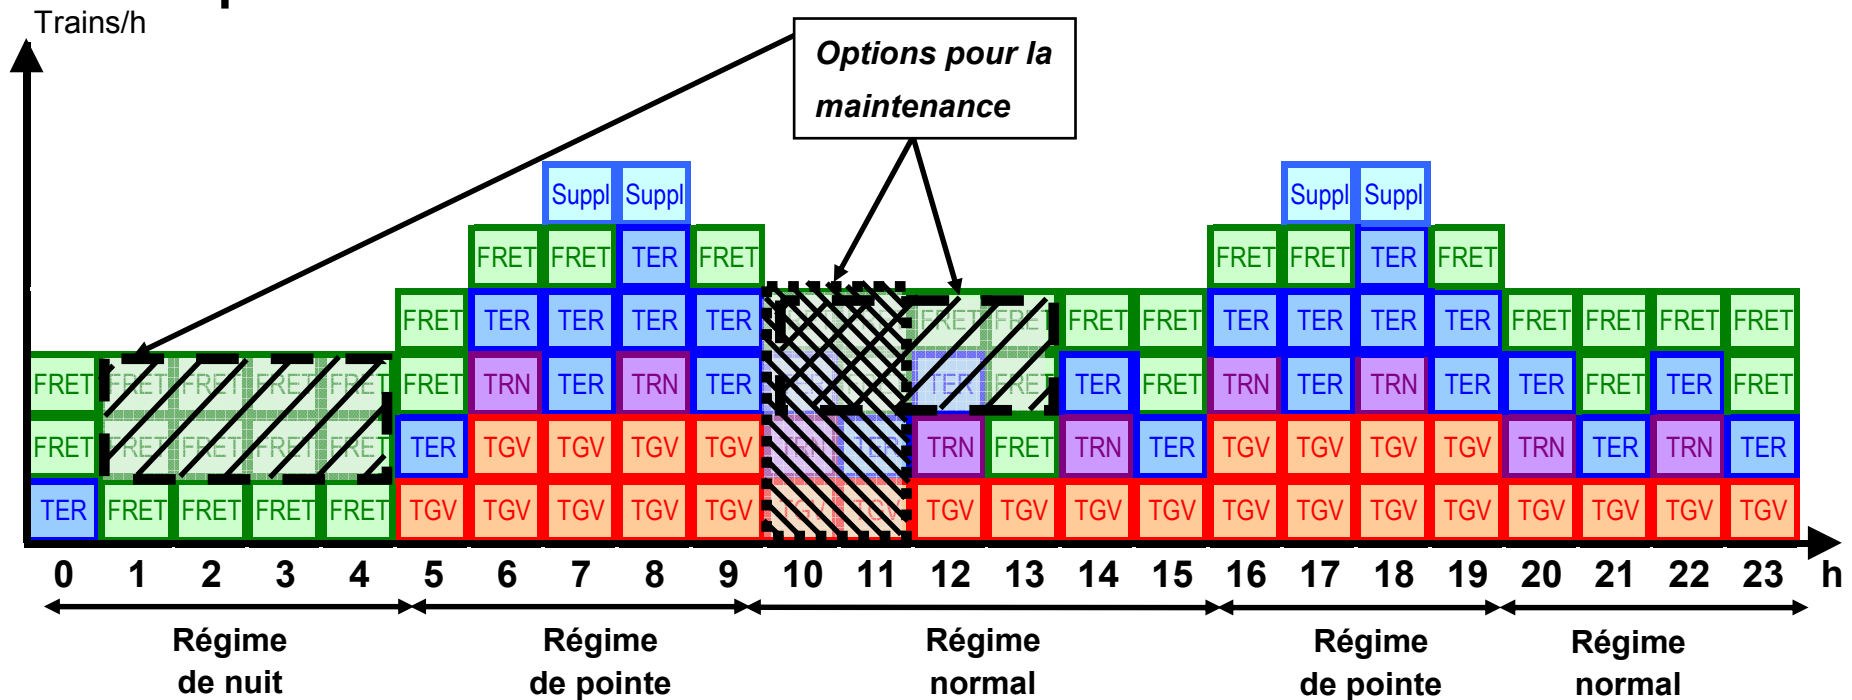 Trains/h
Options pour la
maintenance
Suppl Suppl Suppl Suppl
FRET FRET TER FRET FRET FRET TER FRET
FRET TER TER TER TER FRET FRET FRET FRET TER TER TER TER FRET FRET FRET FRET
FRET FRET FRET FRET FRET FRET TRN TER TRN TER TER FRET TER FRET TRN TER TRN TER TER FRET TER FRET
FRET FRET FRET FRET FRET TER TGV TGV TGV TGV TER TRN FRET TRN TER TGV TGV TGV TGV TRN TER TRN TER
TER FRET FRET FRET FRET TGV TGV TGV TGV TGV TGV TGV TGV TGV TGV TGV TGV TGV TGV TGV TGV TGV TGV TGV
0 1 2 3 4 5 6 7 8 9 10 11 12 13 14 15 16 17 18 19 20 21 22 23 h
Régime Régime Régime Régime Régime
de nuit de pointe normal de pointe normal